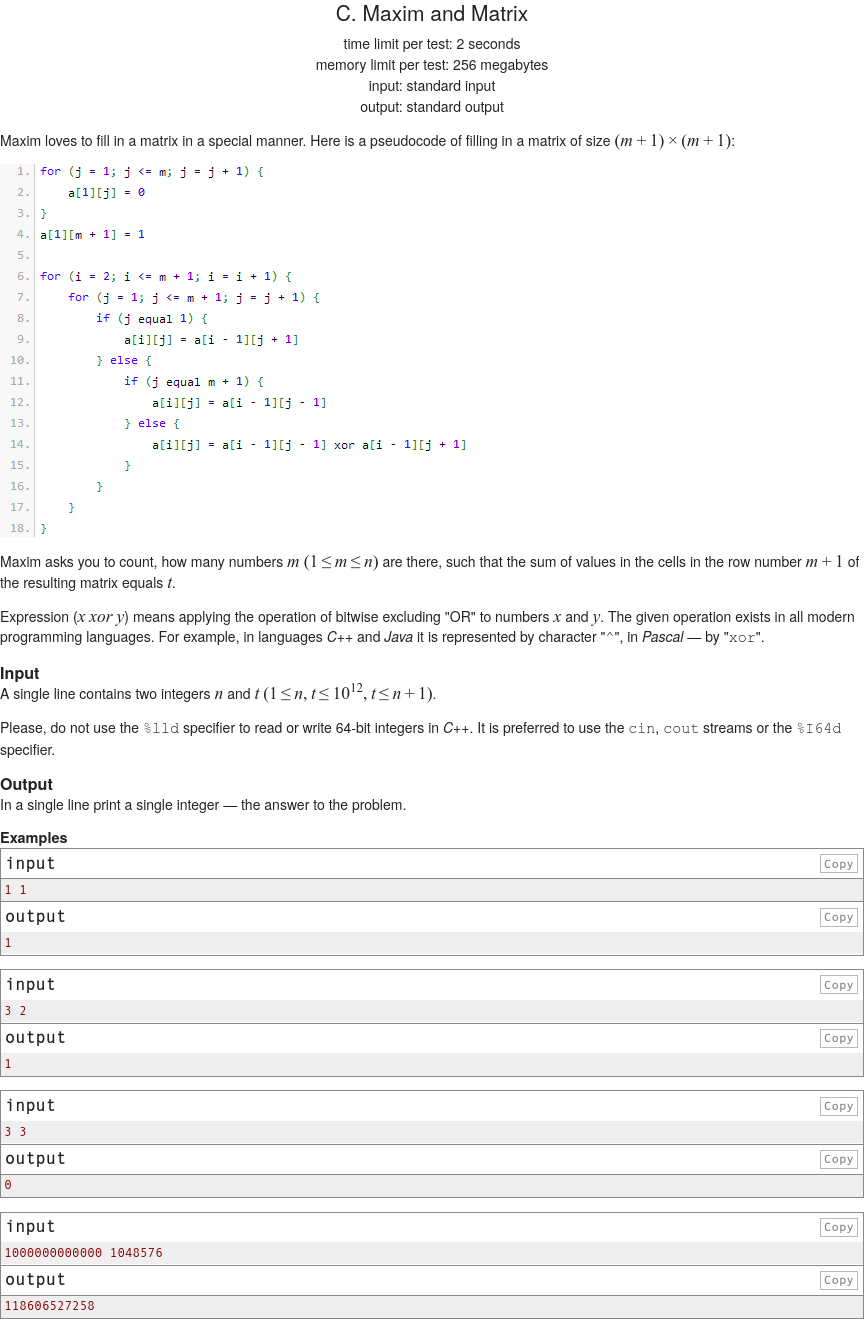 C. Maxim and Matrix
time limit per test: 2 seconds
memory limit per test: 256 megabytes
input: standard input
output: standard output
Maxim loves to fill in a matrix in a special manner. Here is a pseudocode of filling in a matrix of size (m + 1) × (m + 1):
1. for (j = 1; j <= m; j = j + 1) {
2.     a[1][j] = 0
3. }
4. a[1][m + 1] = 1
5.
6. for (i = 2; i <= m + 1; i = i + 1) {
7.     for (j = 1; j <= m + 1; j = j + 1) {
8.         if (j equal 1) {
9.             a[i][j] = a[i - 1][j + 1]
10.         } else {
11.             if (j equal m + 1) {
12.                 a[i][j] = a[i - 1][j - 1]
13.             } else {
14.                 a[i][j] = a[i - 1][j - 1] xor a[i - 1][j + 1]
15.             }
16.         }
17.     }
18. }
Maxim asks you to count, how many numbers m (1 ≤ m ≤ n) are there, such that the sum of values in the cells in the row number m + 1 of
the resulting matrix equals t.
Expression (x xor y) means applying the operation of bitwise excluding "OR" to numbers x and y. The given operation exists in all modern
programming languages. For example, in languages C++ and Java it is represented by character "^", in Pascal — by "xor".
Input
A single line contains two integers n and t (1 ≤ n, t ≤ 10^12, t ≤ n + 1).
Please, do not use the %lld specifier to read or write 64-bit integers in C++. It is preferred to use the cin, cout streams or the %I64d
specifier.
Output
In a single line print a single integer — the answer to the problem.
Examples
input Copy
1 1
output Copy
1
input Copy
3 2
output Copy
1
input Copy
3 3
output Copy
0
input Copy
1000000000000 1048576
output Copy
118606527258